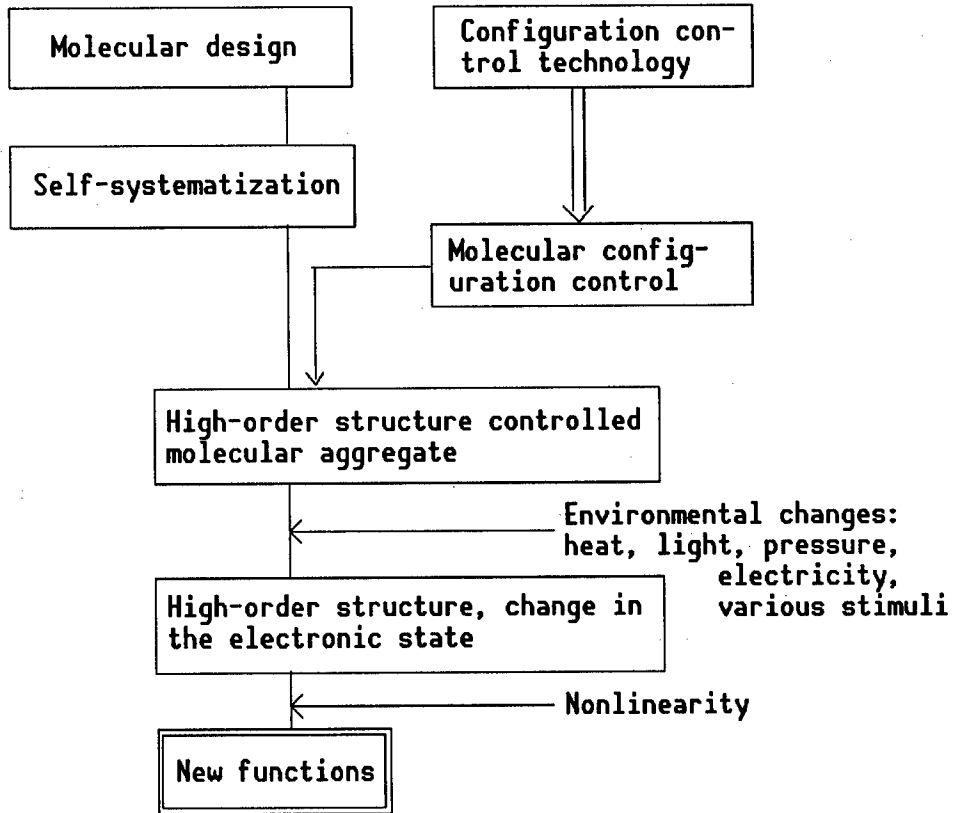 Molecular design
Configuration con-
trol technology
Self-systematization
Molecular config-
uration control
High-order structure controlled
molecular aggregate
Environmental changes:
heat, light, pressure,
electricity,
various stimuli
High-order structure, change in
the electronic state
Nonlinearity
New functions